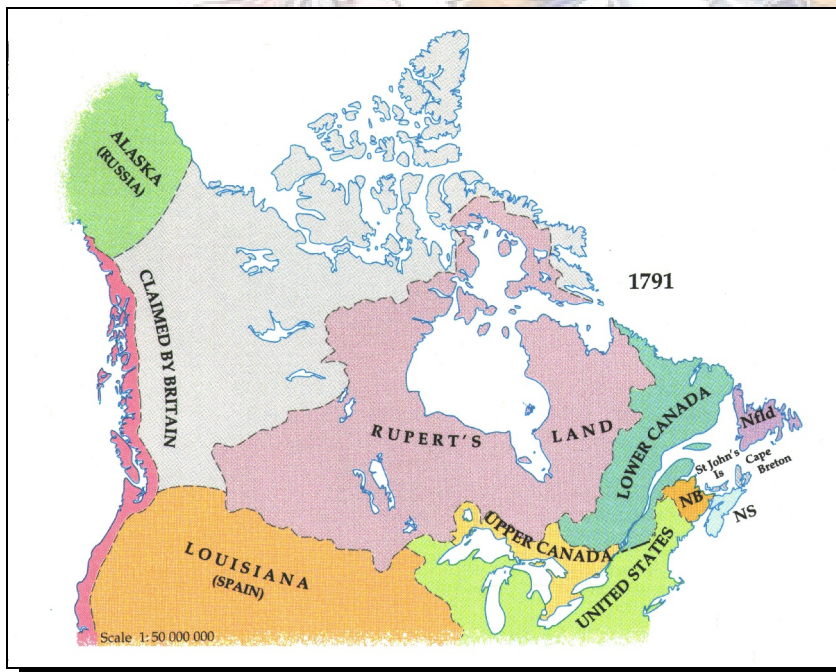 ALASKA
(RUSSIA)
1791
CLAIMED BY BRITAIN
RUPERT'S LAND
LOWER CANADA
Nfld
St John's
Is
Cape
Breton
NB
NS
UPPER CANADA
UNITED STATES
LOUISIANA
(SPAIN)
Scale 1:50 000 000